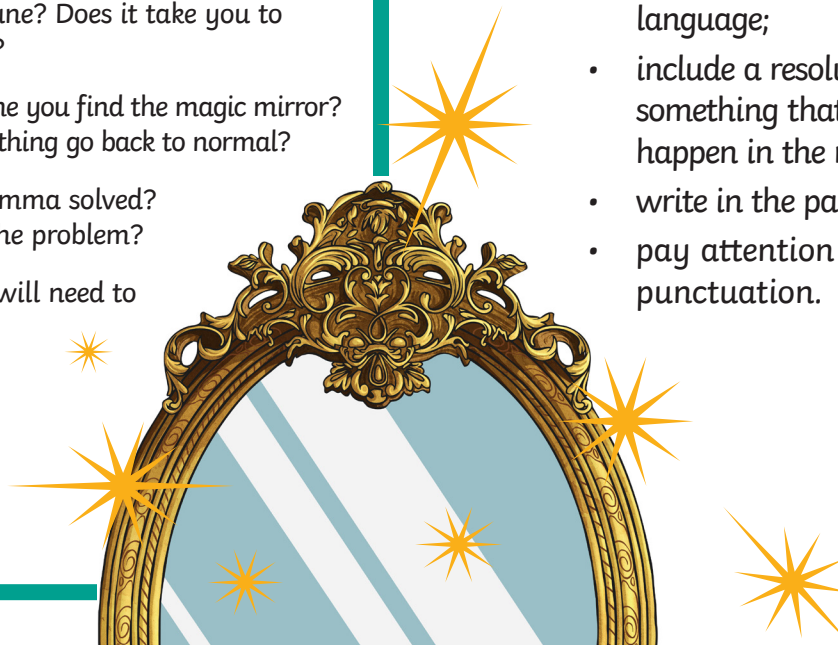 une? Does it take you to
?
ne you find the magic mirror?
thing go back to normal?
mma solved?
ne problem?
will need to
language;
• include a resolu
something that
happen in the r
• write in the pa
• pay attention
punctuation.